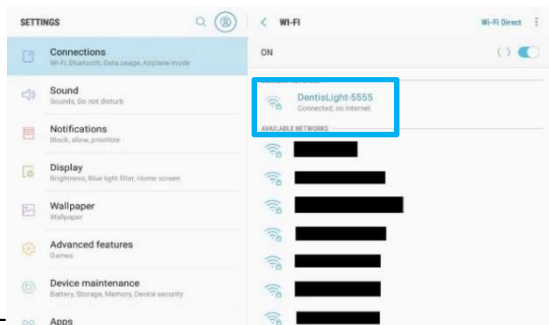 SETTINGS
Connections
Wi-Fi, Bluetooth, Data usage, Airplane mode
Sound
Sounds, Do not disturb
Notifications
Block, allow, prioritize
Display
Brightness, Blue light filter, Home screen
Wallpaper
Wallpaper
Advanced features
Games
Device maintenance
Battery, Storage, Memory, Device security
Apps
WI-FI
Wi-Fi Direct
ON
DentisLight-5555
Connected, no Internet
AVAILABLE NETWORKS